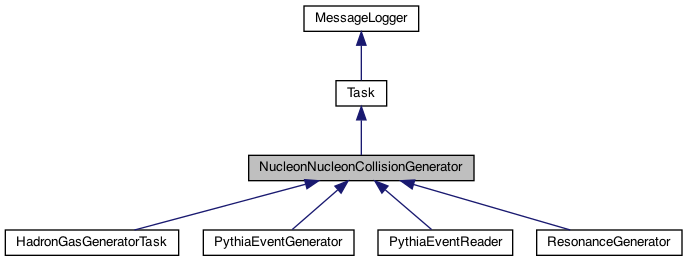 MessageLogger
Task
NucleonNucleonCollisionGenerator
HadronGasGeneratorTask
PythiaEventGenerator
PythiaEventReader
ResonanceGenerator